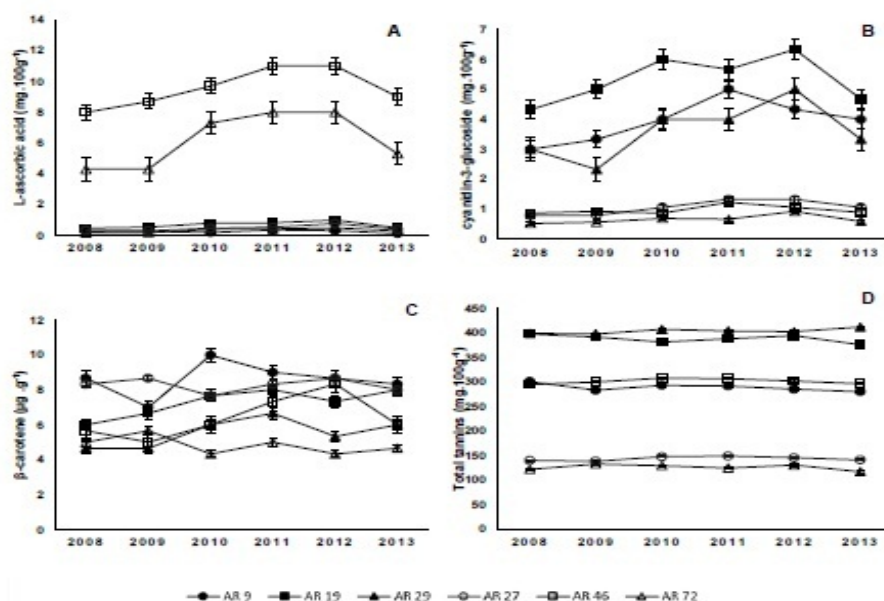 A
L-ascorbic acid (mg.100g-¹)
14
12
10
8
6
4
2
0
2008 2009 2010 2011 2012 2013
B
cyanidin-3-glucoside (mg.100g-¹)
7
6
5
4
3
2
1
0
2008 2009 2010 2011 2012 2013
C
β-carotene (µg .g-¹)
12
10
8
6
4
2
0
2008 2009 2010 2011 2012 2013
D
Total tannins (mg.100g-¹)
450
400
350
300
250
200
150
100
50
0
2008 2009 2010 2011 2012 2013
AR 9 AR 19 AR 29 AR 27 AR 46 AR 72